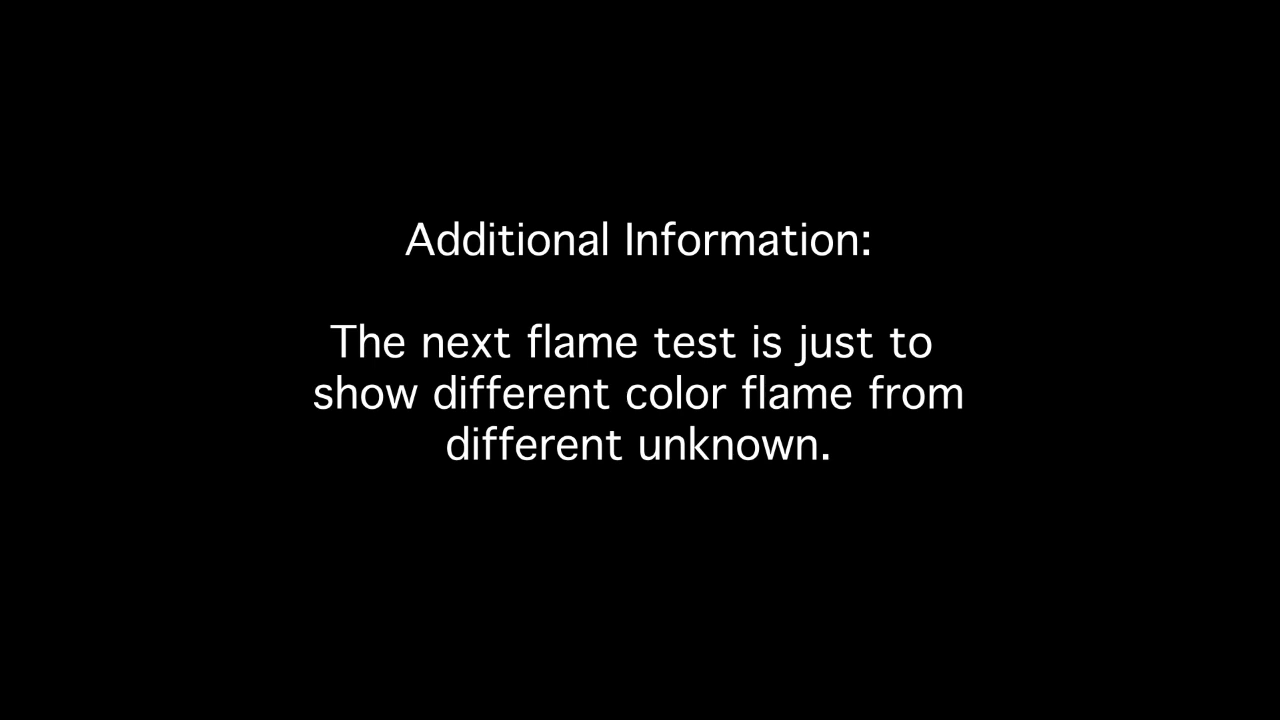 Additional Information:
The next flame test is just to
show different color flame from
different unknown.